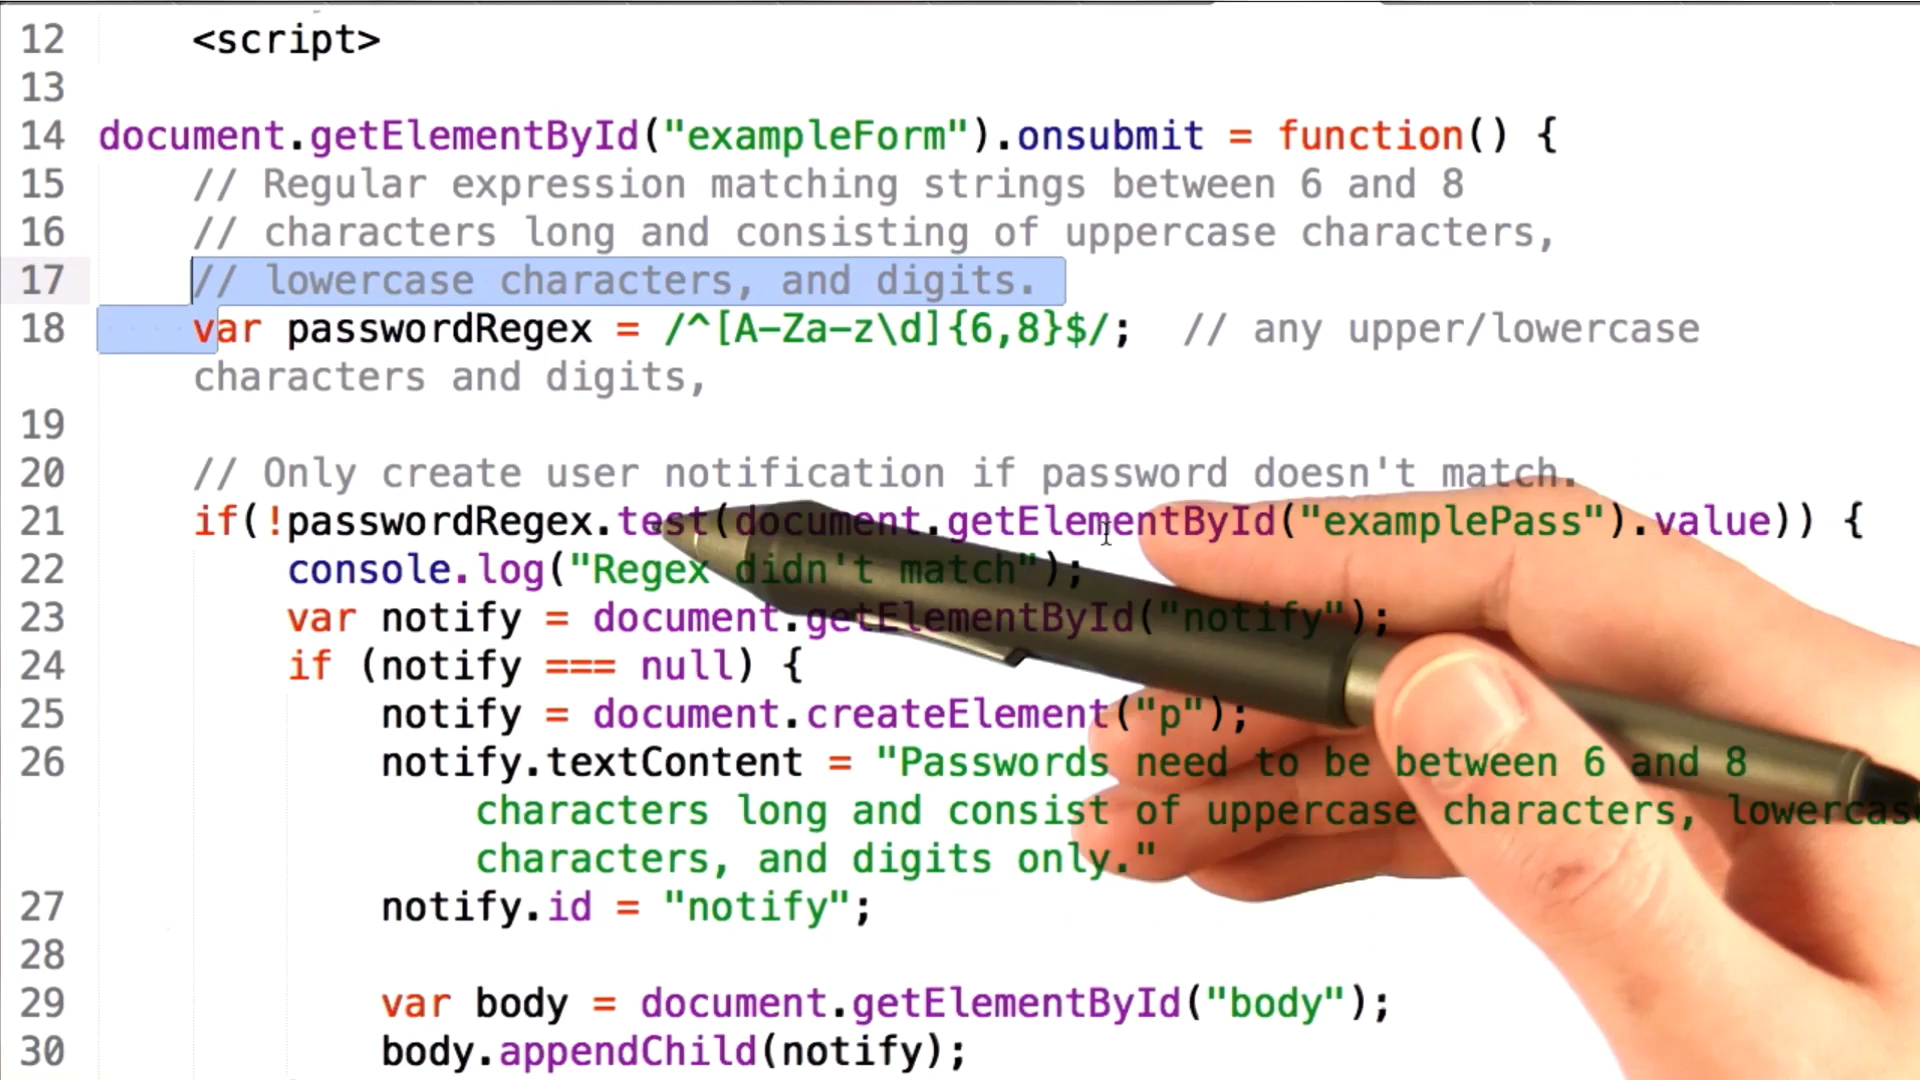 12 <script>
13
14 document.getElementById("exampleForm").onsubmit = function() {
15 // Regular expression matching strings between 6 and 8
16 // characters long and consisting of uppercase characters,
17 // lowercase characters, and digits.
18 var passwordRegex = /^[A-Za-z\d]{6,8}$/; // any upper/lowercase
characters and digits,
19
20 // Only create user notification if password doesn't match.
21 if(!passwordRegex.test(document.getElementById("examplePass").value)) {
22 console.log("Regex didn't match");
23 var notify = document.getElementById("notify");
24 if (notify === null) {
25 notify = document.createElement("p");
26 notify.textContent = "Passwords need to be between 6 and 8
characters long and consist of uppercase characters, lowercase
characters, and digits only."
27 notify.id = "notify";
28
29 var body = document.getElementById("body");
30 body.appendChild(notify);